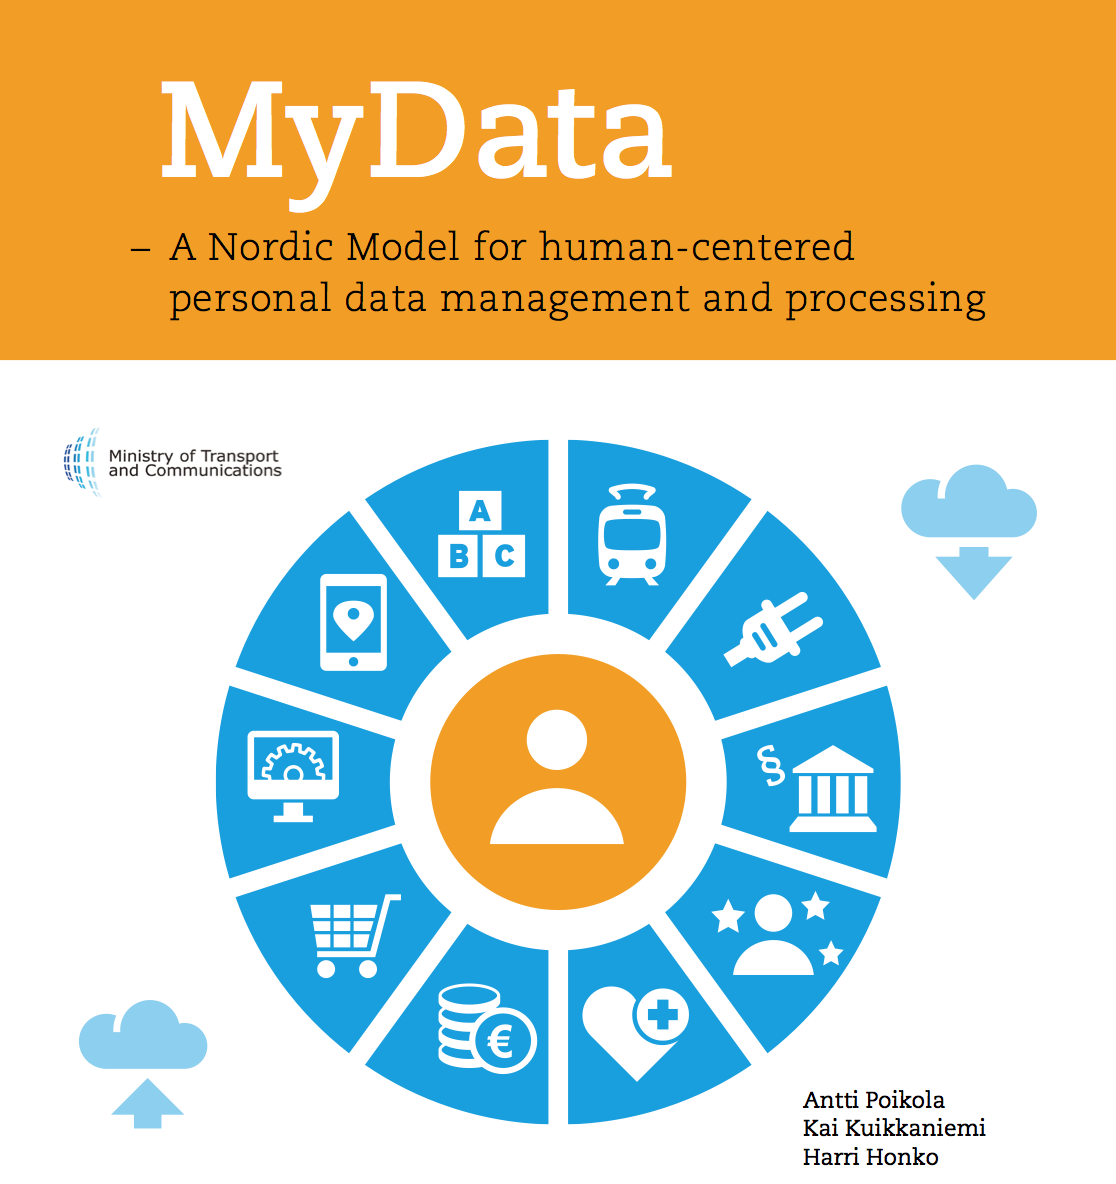 MyData
– A Nordic Model for human-centered
personal data management and processing
Ministry of Transport
and Communications
A
B C
§
€
Antti Poikola
Kai Kuikkaniemi
Harri Honko